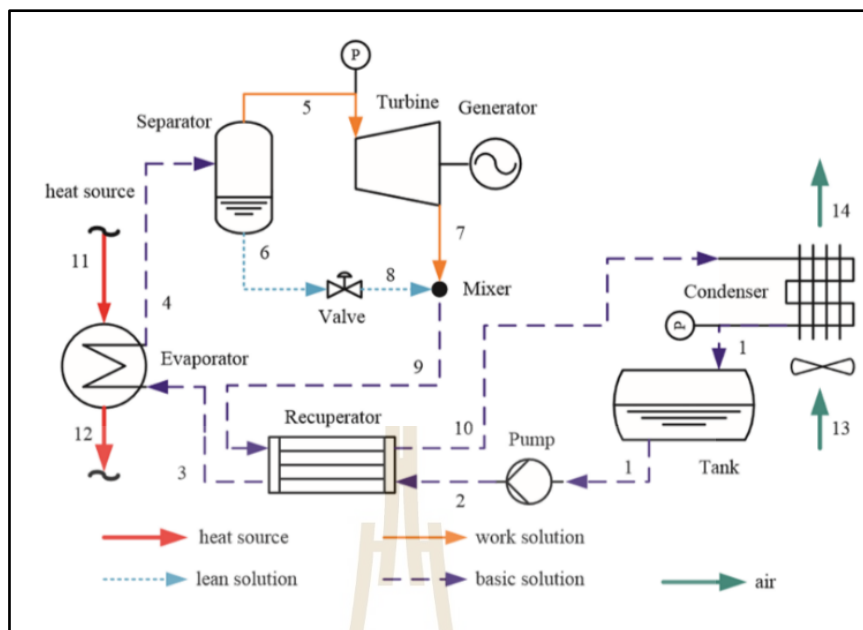 P
5
Turbine
Generator
Separator
heat source
14
7
11
6
8
4
Valve
Mixer
Condenser
P
Evaporator
9
1
12
Recuperator
10
Pump
13
3
2
1
Tank
heat source
work solution
lean solution
basic solution
air